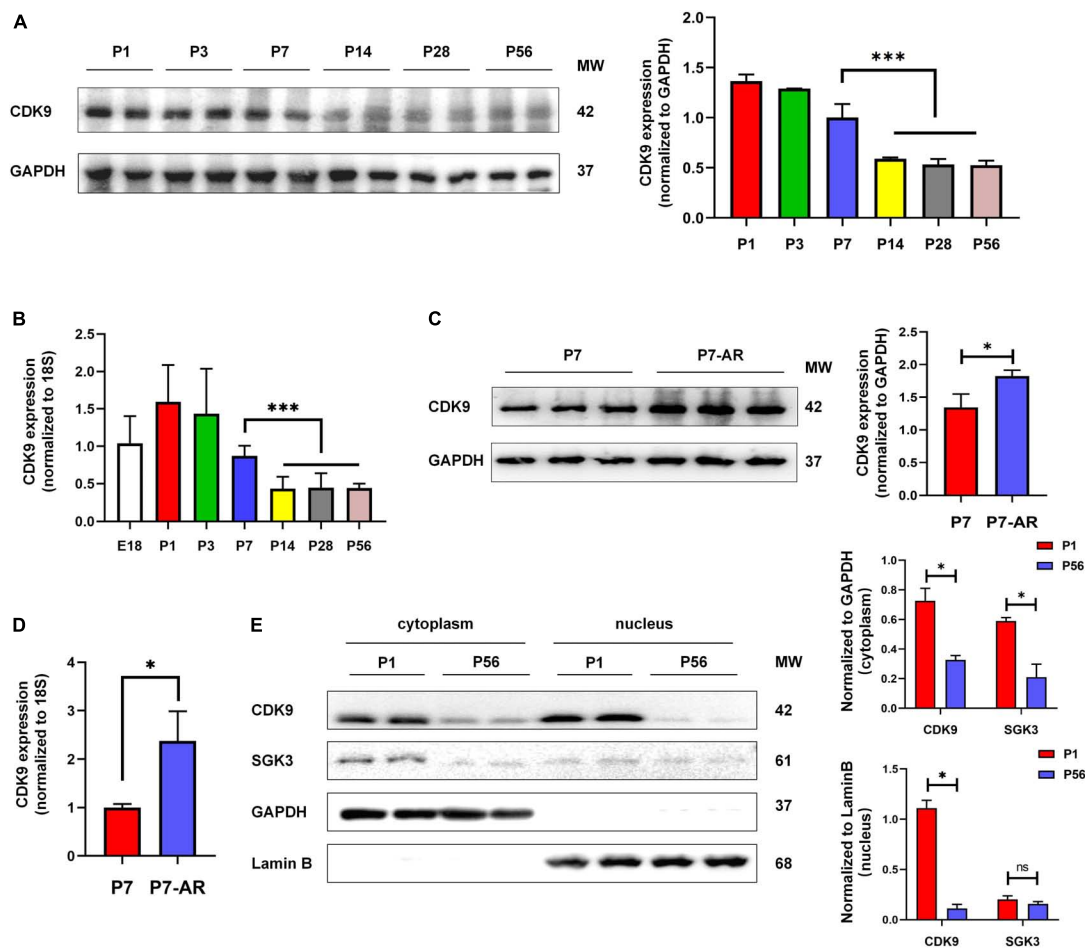 A
P1 P3 P7 P14 P28 P56
MW
CDK9 42
GAPDH 37
CDK9 expression
(normalized to GAPDH)
2.0
1.5
1.0
0.5
0.0
***
P1 P3 P7 P14 P28 P56
B
CDK9 expression
(normalized to 18S)
2.5
2.0
1.5
1.0
0.5
0.0
***
E18 P1 P3 P7 P14 P28 P56
C
P7 P7-AR
MW
CDK9 42
GAPDH 37
CDK9 expression
(normalized to GAPDH)
2.5
2.0
1.5
1.0
0.5
0.0
*
P7 P7-AR
D
CDK9 expression
(normalized to 18S)
4
3
2
1
0
*
P7 P7-AR
E
cytoplasm nucleus
P1 P56 P1 P56
MW
CDK9 42
SGK3 61
GAPDH 37
Lamin B 68
P1
P56
Normalized to GAPDH
(cytoplasm)
1.0
0.8
0.6
0.4
0.2
0.0
* *
CDK9 SGK3
P1
P56
Normalized to LaminB
(nucleus)
1.5
1.0
0.5
0.0
* ns
CDK9 SGK3